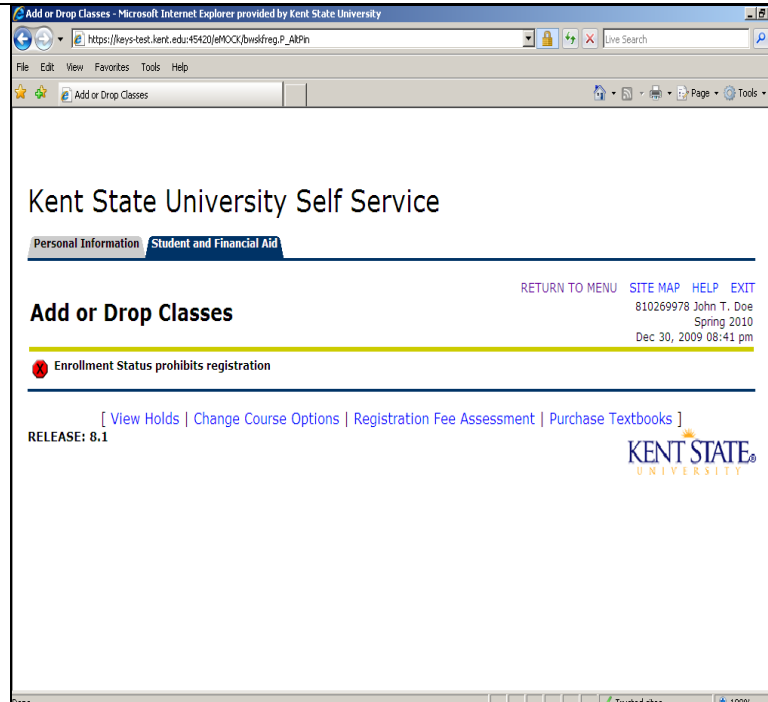 Add or Drop Classes - Microsoft Internet Explorer provided by Kent State University
https://keys-test.kent.edu:45420/eMOCK/bwskfreg.P_AltPin
Live Search
File Edit View Favorites Tools Help
Add or Drop Classes
Page Tools
Kent State University Self Service
Personal Information Student and Financial Aid
RETURN TO MENU SITE MAP HELP EXIT
Add or Drop Classes
810269978 John T. Doe
Spring 2010
Dec 30, 2009 08:41 pm
X Enrollment Status prohibits registration
[ View Holds | Change Course Options | Registration Fee Assessment | Purchase Textbooks ]
RELEASE: 8.1
KENT STATE®
UNIVERSITY
Done Trusted sites 100%